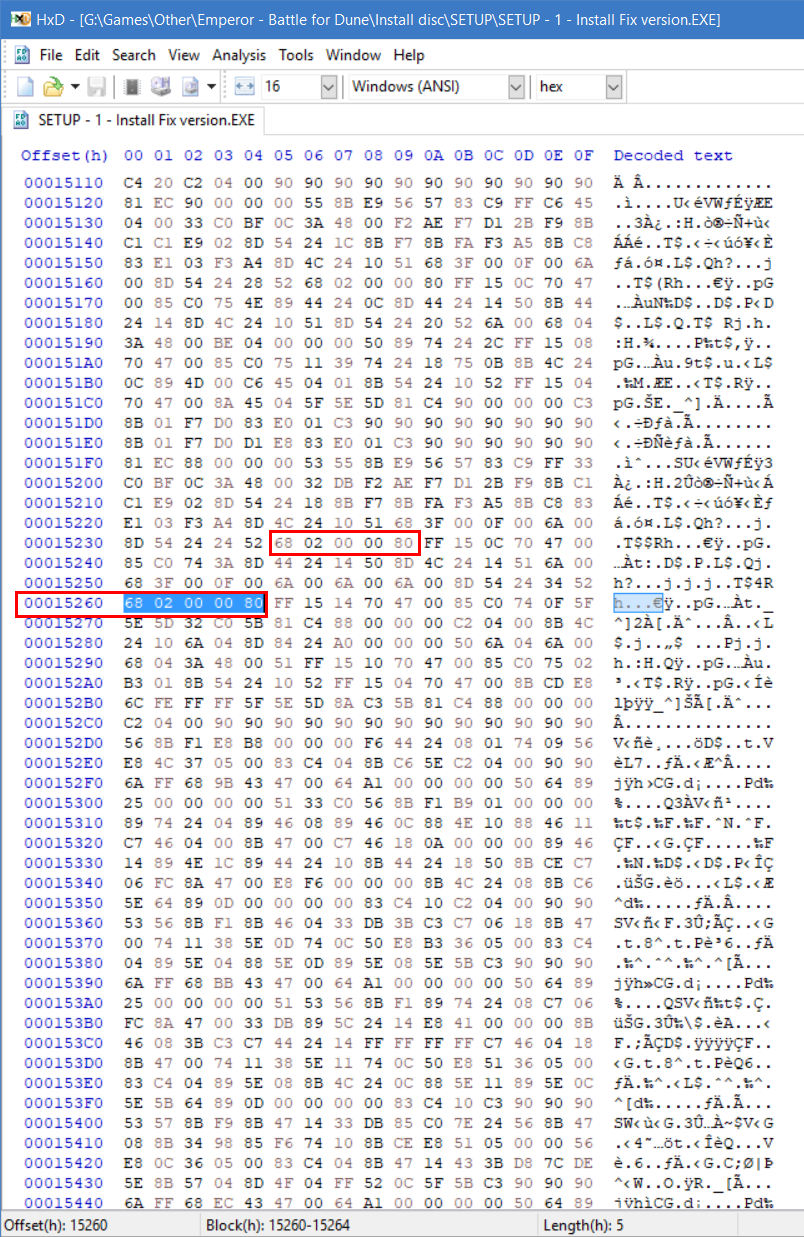 HxD - [G:\Games\Other\Emperor - Battle for Dune\Install disc\SETUP\SETUP - 1 - Install Fix version.EXE]
File Edit Search View Analysis Tools Window Help
16 Windows (ANSI) hex
SETUP - 1 - Install Fix version.EXE
Offset(h) 00 01 02 03 04 05 06 07 08 09 0A 0B 0C 0D 0E 0F Decoded text
00015110 C4 20 C2 04 00 90 90 90 90 90 90 90 90 90 90 90 Ä Â.............
00015120 81 EC 90 00 00 00 55 8B E9 56 57 83 C9 FF C6 45 .ì....U‹éVWƒÉÿÆE
00015130 04 00 33 C0 BF 0C 3A 48 00 F2 AE F7 D1 2B F9 8B ..3À¿.:H.ò®÷Ñ+ù‹
00015140 C1 C1 E9 02 8D 54 24 1C 8B F7 8B FA F3 A5 8B C8 ÁÁé..T$.‹÷‹úó¥‹È
00015150 83 E1 03 F3 A4 8D 4C 24 10 51 68 3F 00 0F 00 6A ƒá.ó¤.L$.Qh?...j
00015160 00 8D 54 24 28 52 68 02 00 00 80 FF 15 0C 70 47 ..T$(Rh...€ÿ..pG
00015170 00 85 C0 75 4E 89 44 24 0C 8D 44 24 14 50 8B 44 .…ÀuN‰D$..D$.P‹D
00015180 24 14 8D 4C 24 10 51 8D 54 24 20 52 6A 00 68 04 $..L$.Q.T$ Rj.h.
00015190 3A 48 00 BE 04 00 00 00 50 89 74 24 2C FF 15 08 :H.¾....P‰t$,ÿ..
000151A0 70 47 00 85 C0 75 11 39 74 24 18 75 0B 8B 4C 24 pG.…Àu.9t$.u.‹L$
000151B0 0C 89 4D 00 C6 45 04 01 8B 54 24 10 52 FF 15 04 .‰M.ÆE..‹T$.Rÿ..
000151C0 70 47 00 8A 45 04 5F 5E 5D 81 C4 90 00 00 00 C3 pG.ŠE._^].Ä....Ã
000151D0 8B 01 F7 D0 83 E0 01 C3 90 90 90 90 90 90 90 90 ‹.÷Ðƒà.Ã........
000151E0 8B 01 F7 D0 D1 E8 83 E0 01 C3 90 90 90 90 90 90 ‹.÷ÐÑèƒà.Ã......
000151F0 81 EC 88 00 00 00 53 55 8B E9 56 57 83 C9 FF 33 .ìˆ...SU‹éVWƒÉÿ3
00015200 C0 BF 0C 3A 48 00 32 DB F2 AE F7 D1 2B F9 8B C1 À¿.:H.2Ûò®÷Ñ+ù‹Á
00015210 C1 E9 02 8D 54 24 18 8B F7 8B FA F3 A5 8B C8 83 Áé..T$.‹÷‹úó¥‹Èƒ
00015220 E1 03 F3 A4 8D 4C 24 10 51 68 3F 00 0F 00 6A 00 á.ó¤.L$.Qh?...j.
00015230 8D 54 24 24 52 68 02 00 00 80 FF 15 0C 70 47 00 .T$$Rh...€ÿ..pG.
00015240 85 C0 74 3A 8D 44 24 14 50 8D 4C 24 14 51 6A 00 …Àt:.D$.P.L$.Qj.
00015250 68 3F 00 0F 00 6A 00 6A 00 6A 00 8D 54 24 34 52 h?...j.j.j..T$4R
00015260 68 02 00 00 80 FF 15 14 70 47 00 85 C0 74 0F 5F h...€ÿ..pG.…Àt._
00015270 5E 5D 32 C0 5B 81 C4 88 00 00 00 C2 04 00 8B 4C ^]2À[.Äˆ...Â..‹L
00015280 24 10 6A 04 8D 84 24 A0 00 00 00 50 6A 04 6A 00 $.j..„$ ...Pj.j.
00015290 68 04 3A 48 00 51 FF 15 10 70 47 00 85 C0 75 02 h.:H.Qÿ..pG.…Àu.
000152A0 B3 01 8B 54 24 10 52 FF 15 04 70 47 00 8B CD E8 ³.‹T$.Rÿ..pG.‹Íè
000152B0 6C FE FF FF 5F 5E 5D 8A C3 5B 81 C4 88 00 00 00 lþÿÿ_^]ŠÃ[.Äˆ...
000152C0 C2 04 00 90 90 90 90 90 90 90 90 90 90 90 90 90 Â...............
000152D0 56 8B F1 E8 B8 00 00 00 F6 44 24 08 01 74 09 56 V‹ñè¸...öD$..t.V
000152E0 E8 4C 37 05 00 83 C4 04 8B C6 5E C2 04 00 90 90 èL7..ƒÄ.‹Æ^Â....
000152F0 6A FF 68 9B 43 47 00 64 A1 00 00 00 00 50 64 89 jÿh›CG.d¡....Pd‰
00015300 25 00 00 00 00 51 33 C0 56 8B F1 B9 01 00 00 00 %....Q3ÀV‹ñ¹....
00015310 89 74 24 04 89 46 08 89 46 0C 88 4E 10 88 46 11 ‰t$.‰F.‰F.ˆN.ˆF.
00015320 C7 46 04 00 8B 47 00 C7 46 18 0A 00 00 00 89 46 ÇF..‹G.ÇF.....‰F
00015330 14 89 4E 1C 89 44 24 10 8B 44 24 18 50 8B CE C7 .‰N.‰D$.‹D$.P‹ÎÇ
00015340 06 FC 8A 47 00 E8 F6 00 00 00 8B 4C 24 08 8B C6 .üŠG.èö...‹L$.‹Æ
00015350 5E 64 89 0D 00 00 00 00 83 C4 10 C2 04 00 90 90 ^d‰.....ƒÄ.Â....
00015360 53 56 8B F1 8B 46 04 33 DB 3B C3 C7 06 18 8B 47 SV‹ñ‹F.3Û;ÃÇ..‹G
00015370 00 74 11 38 5E 0D 74 0C 50 E8 B3 36 05 00 83 C4 .t.8^.t.Pè³6..ƒÄ
00015380 04 89 5E 04 88 5E 0D 89 5E 08 5E 5B C3 90 90 90 .‰^.ˆ^.‰^.^[Ã...
00015390 6A FF 68 BB 43 47 00 64 A1 00 00 00 00 50 64 89 jÿh»CG.d¡....Pd‰
000153A0 25 00 00 00 00 51 53 56 8B F1 89 74 24 08 C7 06 %....QSV‹ñ‰t$.Ç.
000153B0 FC 8A 47 00 33 DB 89 5C 24 14 E8 41 00 00 00 8B üŠG.3Û‰\$.èA...‹
000153C0 46 08 3B C3 C7 44 24 14 FF FF FF FF C7 46 04 18 F.;ÃÇD$.ÿÿÿÿÇF..
000153D0 8B 47 00 74 11 38 5E 11 74 0C 50 E8 51 36 05 00 ‹G.t.8^.t.PèQ6..
000153E0 83 C4 04 89 5E 08 8B 4C 24 0C 88 5E 11 89 5E 0C ƒÄ.‰^.‹L$.ˆ^.‰^.
000153F0 5E 5B 64 89 0D 00 00 00 00 83 C4 10 C3 90 90 90 ^[d‰.....ƒÄ.Ã...
00015400 53 57 8B F9 8B 47 14 33 DB 85 C0 7E 24 56 8B 47 SW‹ù‹G.3Û…À~$V‹G
00015410 08 8B 34 98 85 F6 74 10 8B CE E8 51 05 00 00 56 .‹4˜…öt.‹ÎèQ...V
00015420 E8 0C 36 05 00 83 C4 04 8B 47 14 43 3B D8 7C DE è.6..ƒÄ.‹G.C;Ø|Þ
00015430 5E 8B 57 04 8D 4F 04 FF 52 0C 5F 5B C3 90 90 90 ^‹W..O.ÿR._[Ã...
00015440 6A FF 68 EC 43 47 00 64 A1 00 00 00 00 50 64 89 jÿhìCG.d¡....Pd‰
Offset(h): 15260 Block(h): 15260-15264 Length(h): 5